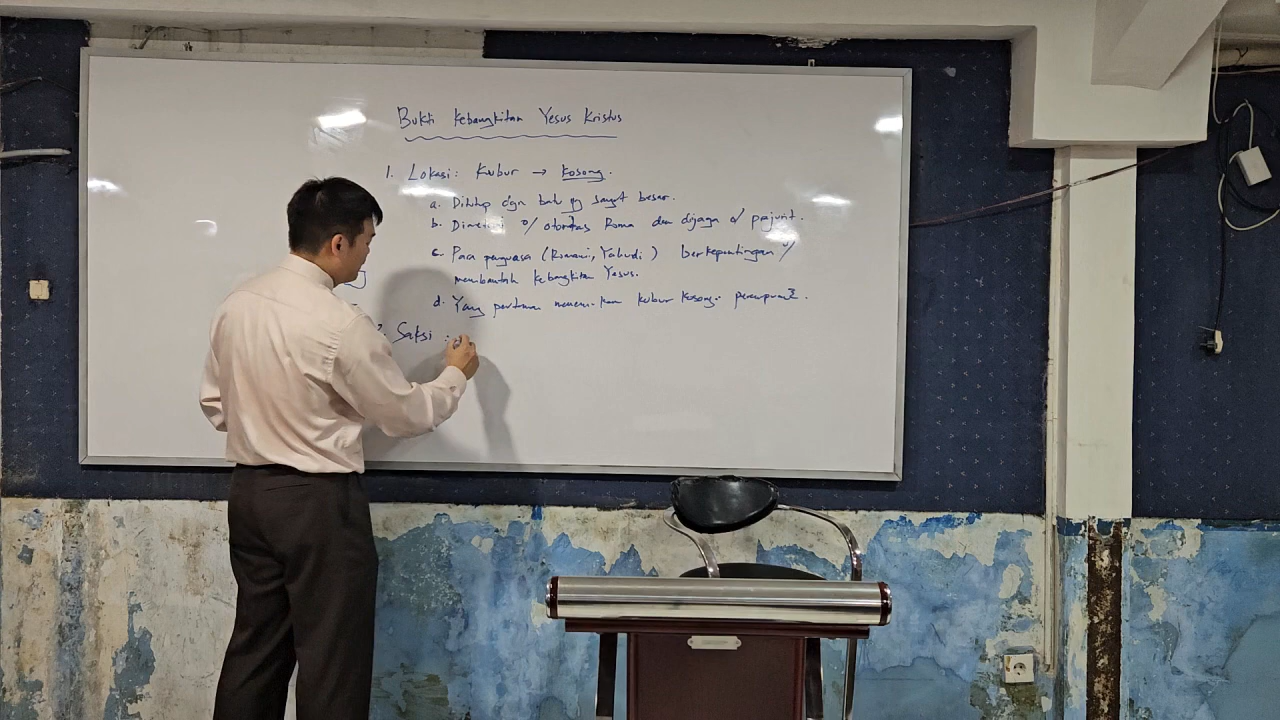 Bukti Kebangkitan Yesus Kristus
1. Lokasi: Kubur → Kosong.
a. Ditutup dgn batu yg sangat besar.
b. Dimeterai o/ otoritas Roma dan dijaga o/ prajurit.
c. Para penguasa (Romawi, Yahudi) berkepentingan u/
membantah kebangkitan Yesus.
d. Yang pertama menemukan kubur kosong: perempuan2.
2. Saksi :